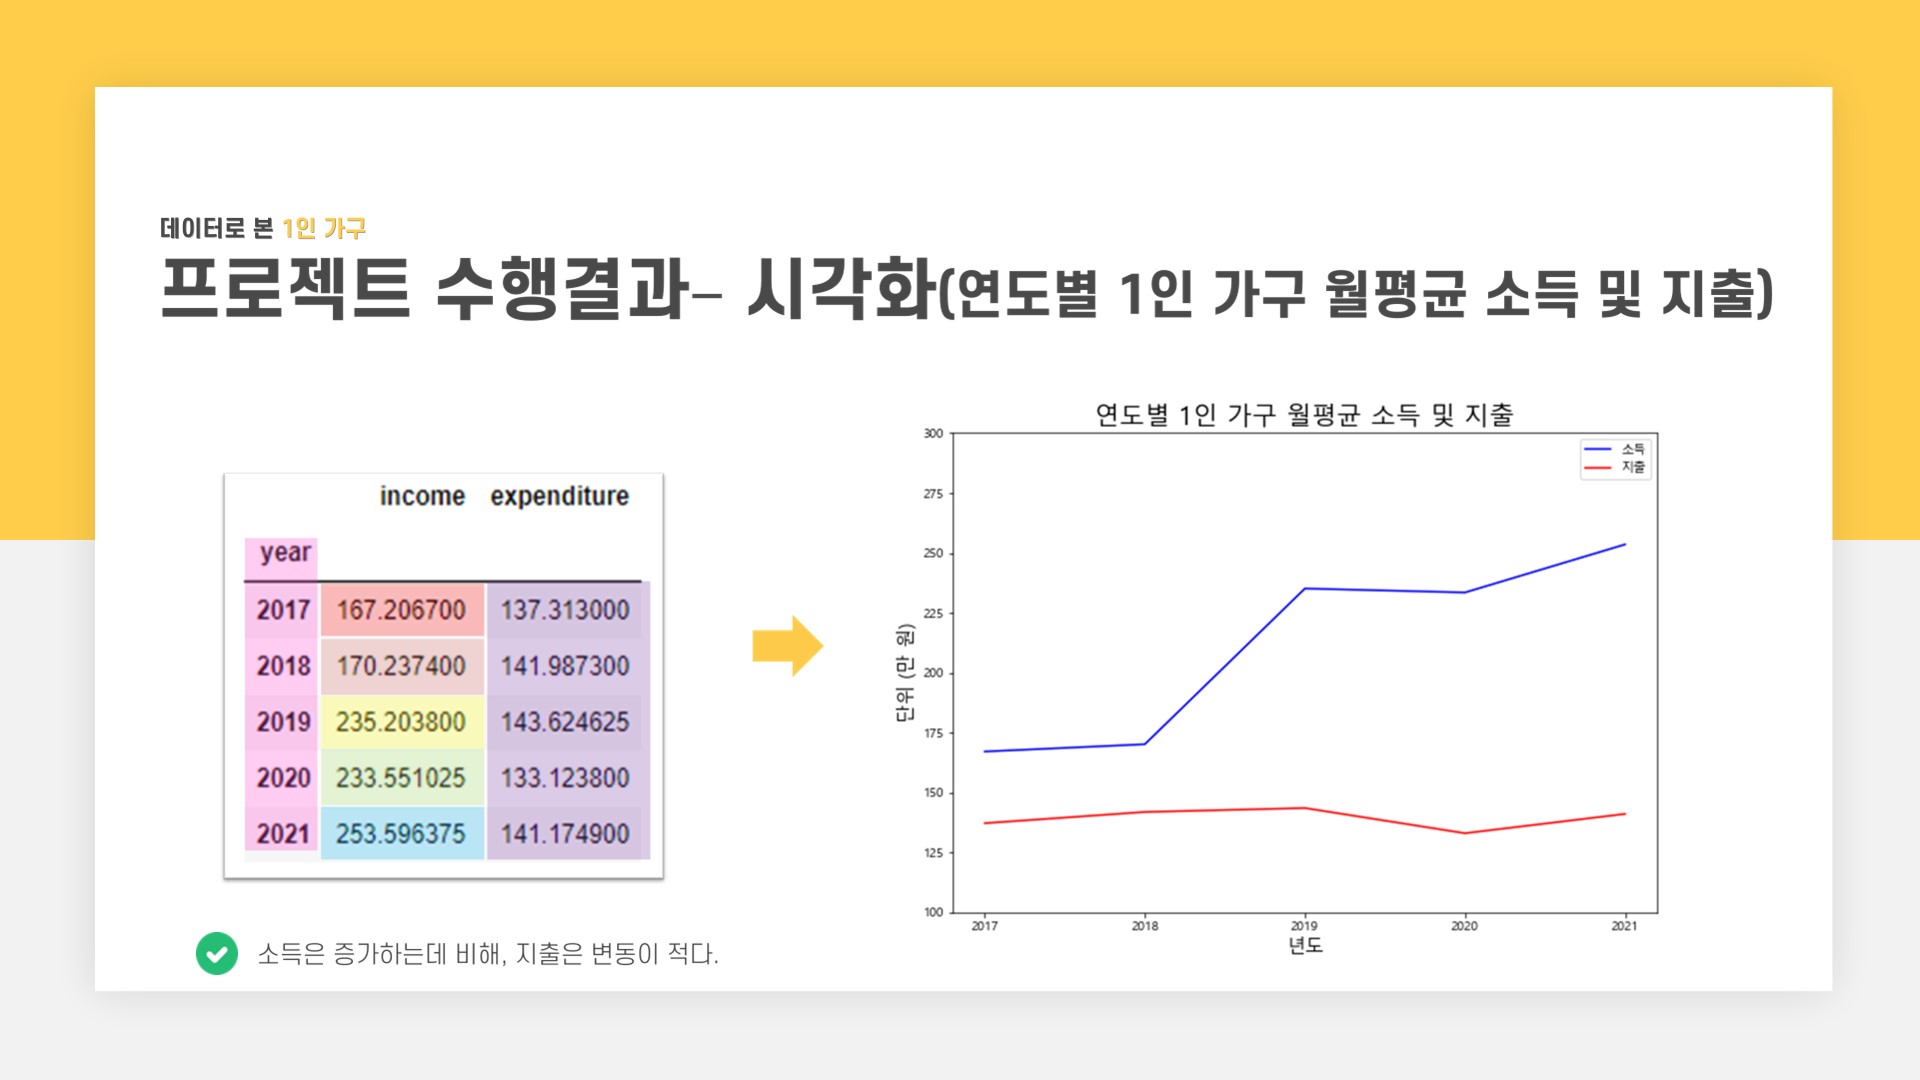 데이터로 본 1인 가구
프로젝트 수행결과– 시각화(연도별 1인 가구 월평균 소득 및 지출)
income expenditure
year
2017 167.206700 137.313000
2018 170.237400 141.987300
2019 235.203800 143.624625
2020 233.551025 133.123800
2021 253.596375 141.174900
소득은 증가하는데 비해, 지출은 변동이 적다.
연도별 1인 가구 월평균 소득 및 지출
소득
지출
단위 (만 원)
300
275
250
225
200
175
150
125
100
2017 2018 2019 2020 2021
년도